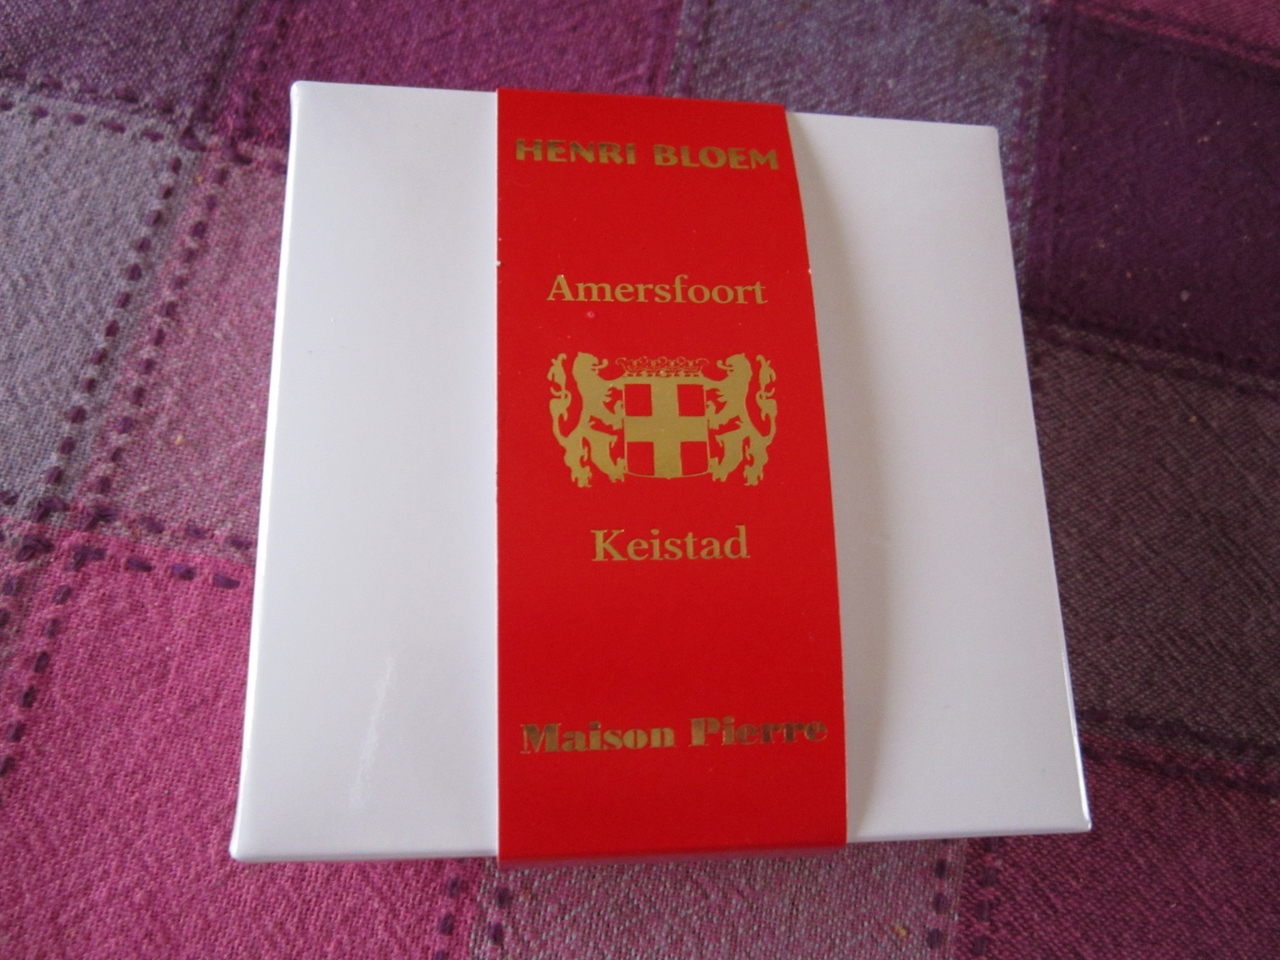 HENRI BLOEM
Amersfoort
Keistad
Maison Pierre